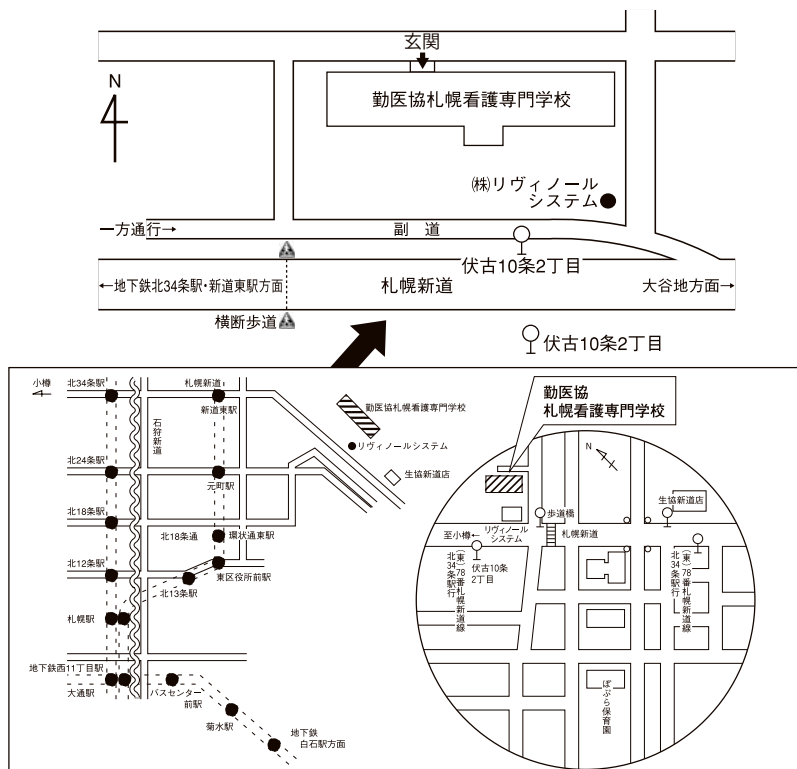 玄関
N
勤医協札幌看護専門学校
㈱リヴィノール
システム
一方通行→
副　道
伏古10条2丁目
←地下鉄北34条駅・新道東駅方面
札幌新道
大谷地方面→
横断歩道
伏古10条2丁目
小樽
北34条駅
札幌新道
新道東駅
石狩新道
勤医協札幌看護専門学校
リヴィノールシステム
生協新道店
北24条駅
元町駅
北18条駅
北18条通
環状通東駅
北12条駅
東区役所前駅
北13条駅
札幌駅
地下鉄西11丁目駅
大通駅
バスセンター
前駅
菊水駅
地下鉄
白石駅方面
勤医協
札幌看護専門学校
N
生協新道店
歩道橋
リヴィノール
システム
至小樽←
札幌新道
伏古10条
2丁目
(東)78番札幌新道線
北34条駅行
(東)78番札幌新道線
北34条駅行
ぽぷら保育園